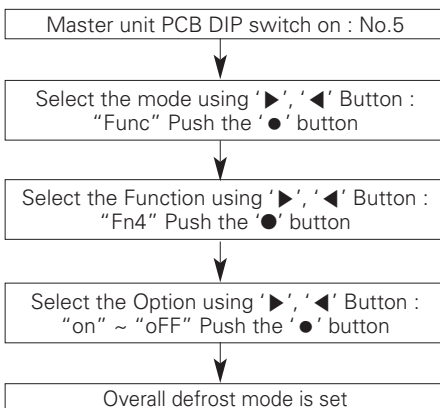 Master unit PCB DIP switch on : No.5
Select the mode using ‘▶’, ‘◀’ Button :
“Func” Push the ‘●’ button
Select the Function using ‘▶’, ‘◀’ Button :
“Fn4” Push the ‘●’ button
Select the Option using ‘▶’, ‘◀’ Button :
“on” ~ “oFF” Push the ‘●’ button
Overall defrost mode is set